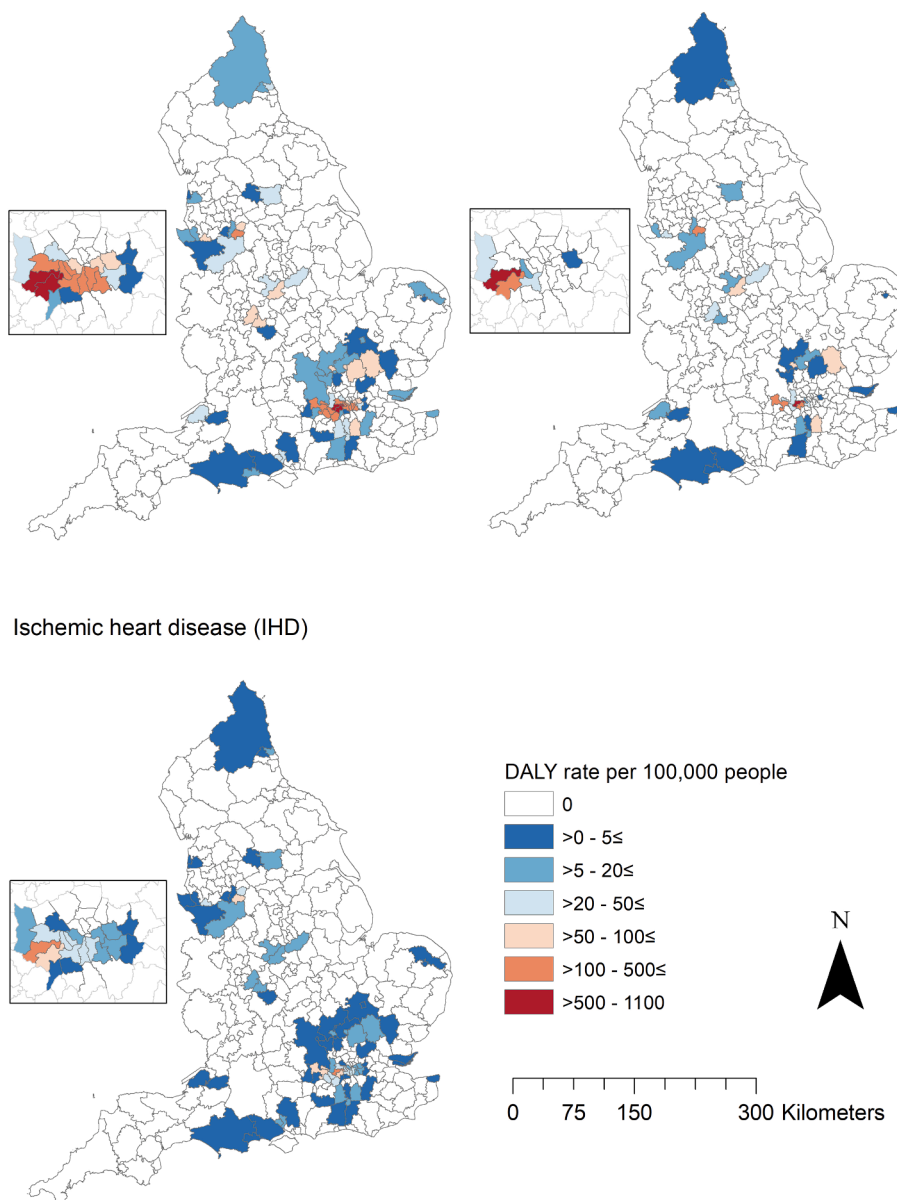 Ischemic heart disease (IHD)
DALY rate per 100,000 people
0
>0 - 5≤
>5 - 20≤
>20 - 50≤
>50 - 100≤
>100 - 500≤
>500 - 1100
N
0 75 150 300 Kilometers